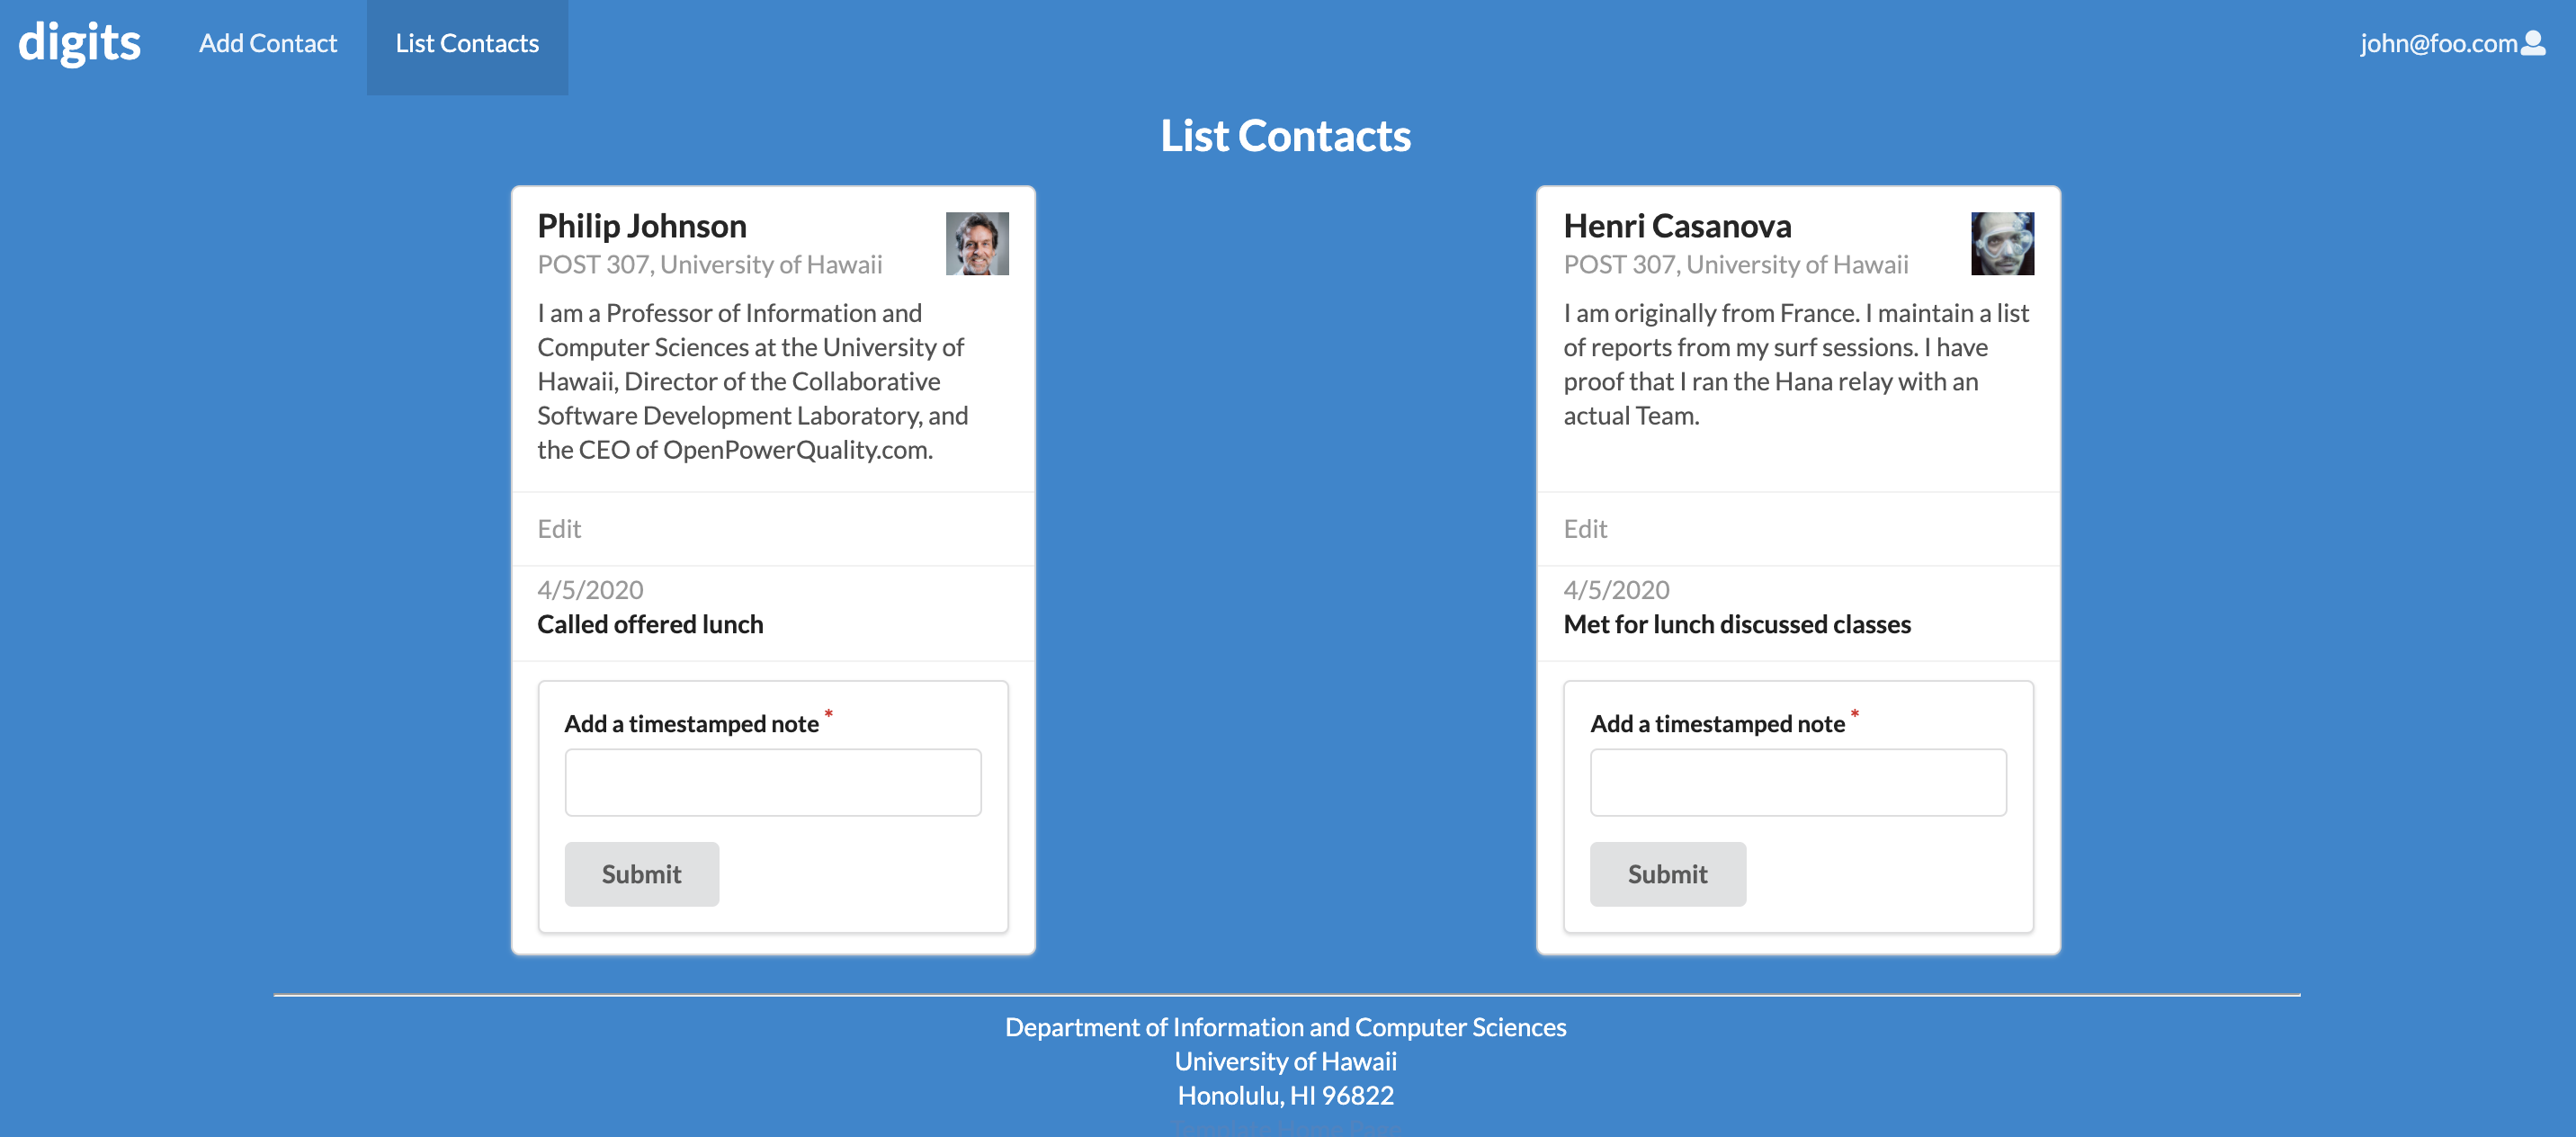 digits
Add Contact
List Contacts
john@foo.com
List Contacts
Philip Johnson
POST 307, University of Hawaii
I am a Professor of Information and
Computer Sciences at the University of
Hawaii, Director of the Collaborative
Software Development Laboratory, and
the CEO of OpenPowerQuality.com.
Edit
4/5/2020
Called offered lunch
Add a timestamped note *
Submit
Henri Casanova
POST 307, University of Hawaii
I am originally from France. I maintain a list
of reports from my surf sessions. I have
proof that I ran the Hana relay with an
actual Team.
Edit
4/5/2020
Met for lunch discussed classes
Add a timestamped note *
Submit
Department of Information and Computer Sciences
University of Hawaii
Honolulu, HI 96822
Template Home Page